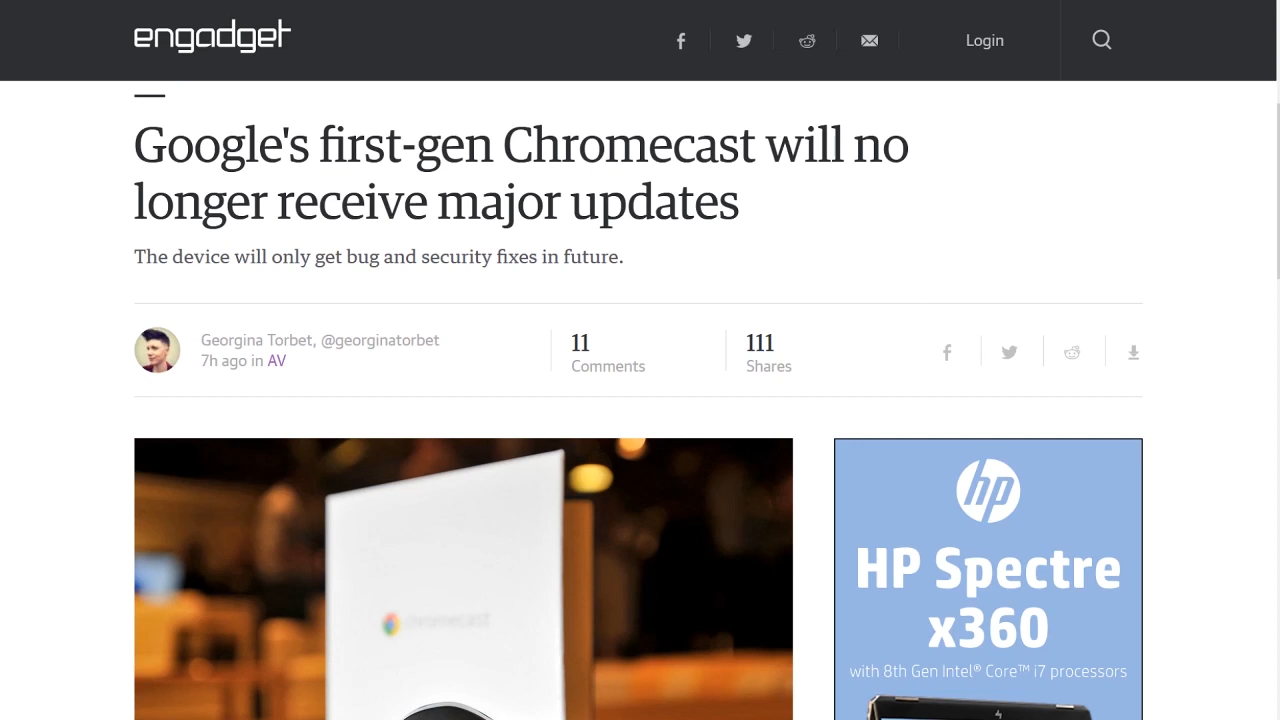 engadget
Login
Google's first-gen Chromecast will no
longer receive major updates
The device will only get bug and security fixes in future.
Georgina Torbet, @georginatorbet
7h ago in AV
11
Comments
111
Shares
chromecast
hp
HP Spectre
x360
with 8th Gen Intel® Core™ i7 processors